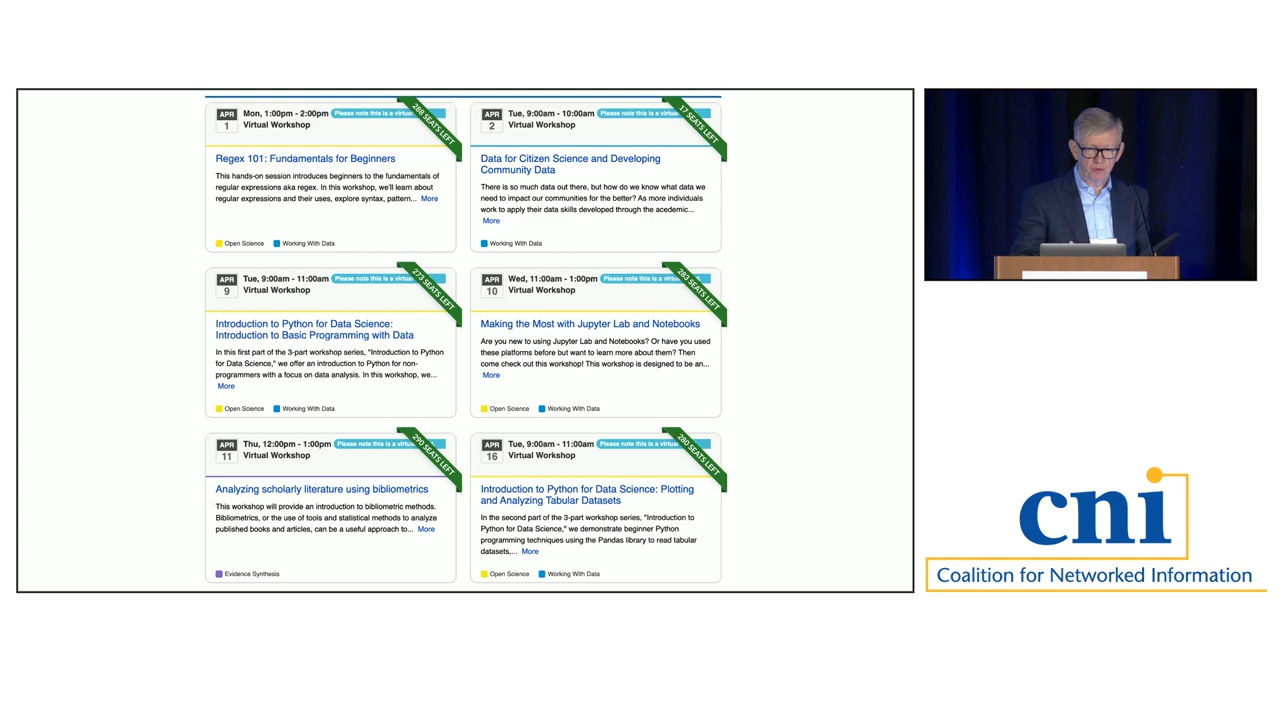 APR
1
Mon, 1:00pm - 2:00pm
Please note this is a virtual
Virtual Workshop
288 SEATS LEFT
Regex 101: Fundamentals for Beginners
This hands-on session introduces beginners to the fundamentals of
regular expressions aka regex. In this workshop, we'll learn about
regular expressions and their uses, explore syntax, pattern... More
Open Science Working With Data
APR
2
Tue, 9:00am - 10:00am
Please note this is a virtual
Virtual Workshop
17 SEATS LEFT
Data for Citizen Science and Developing
Community Data
There is so much data out there, but how do we know what data we
need to impact our communities for the better? As more individuals
work to apply their data skills developed through the acedemic...
More
Working With Data
APR
9
Tue, 9:00am - 11:00am
Please note this is a virtual
Virtual Workshop
273 SEATS LEFT
Introduction to Python for Data Science:
Introduction to Basic Programming with Data
In this first part of the 3-part workshop series, "Introduction to Python
for Data Science," we offer an introduction to Python for non-
programmers with a focus on data analysis. In this workshop, we...
More
Open Science Working With Data
APR
10
Wed, 11:00am - 1:00pm
Please note this is a virtual
Virtual Workshop
283 SEATS LEFT
Making the Most with Jupyter Lab and Notebooks
Are you new to using Jupyter Lab and Notebooks? Or have you used
these platforms before but want to learn more about them? Then
come check out this workshop! This workshop is designed to be an...
More
Open Science Working With Data
APR
11
Thu, 12:00pm - 1:00pm
Please note this is a virtual
Virtual Workshop
290 SEATS LEFT
Analyzing scholarly literature using bibliometrics
This workshop will provide an introduction to bibliometric methods.
Bibliometrics, or the use of tools and statistical methods to analyze
published books and articles, can be a useful approach to... More
Evidence Synthesis
APR
16
Tue, 9:00am - 11:00am
Please note this is a virtual
Virtual Workshop
280 SEATS LEFT
Introduction to Python for Data Science: Plotting
and Analyzing Tabular Datasets
In the second part of the 3-part workshop series, "Introduction to
Python for Data Science," we demonstrate beginner Python
programming techniques using the Pandas library to read tabular
datasets,... More
Open Science Working With Data
cni
Coalition for Networked Information